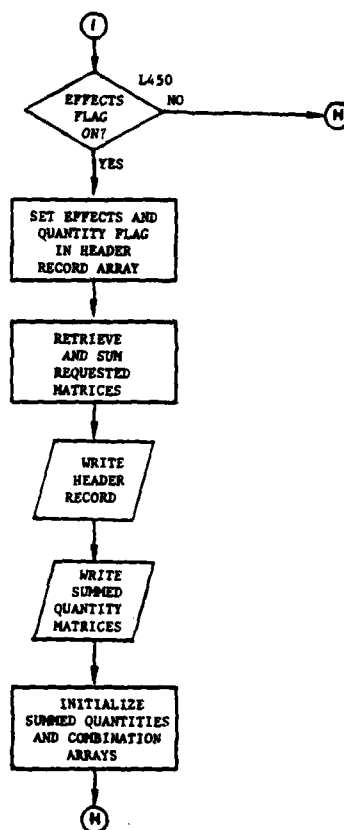 I
L450
EFFECTS
FLAG
ON?
NO
H
YES
SET EFFECTS AND
QUANTITY FLAG
IN HEADER
RECORD ARRAY
RETRIEVE
AND SUM
REQUESTED
MATRICES
WRITE
HEADER
RECORD
WRITE
SUMMED
QUANTITY
MATRICES
INITIALIZE
SUMMED QUANTITIES
AND COMBINATION
ARRAYS
H